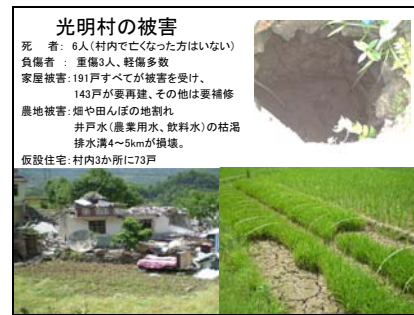 光明村の被害
死　者： 6人（村内で亡くなった方はいない）
負傷者 ： 重傷3人、軽傷多数
家屋被害：191戸すべてが被害を受け、
143戸が要再建、その他は要補修
農地被害：畑や田んぼの地割れ
井戸水（農業用水、飲料水）の枯渇
排水溝4～5kmが損壊。
仮設住宅：村内3か所に73戸